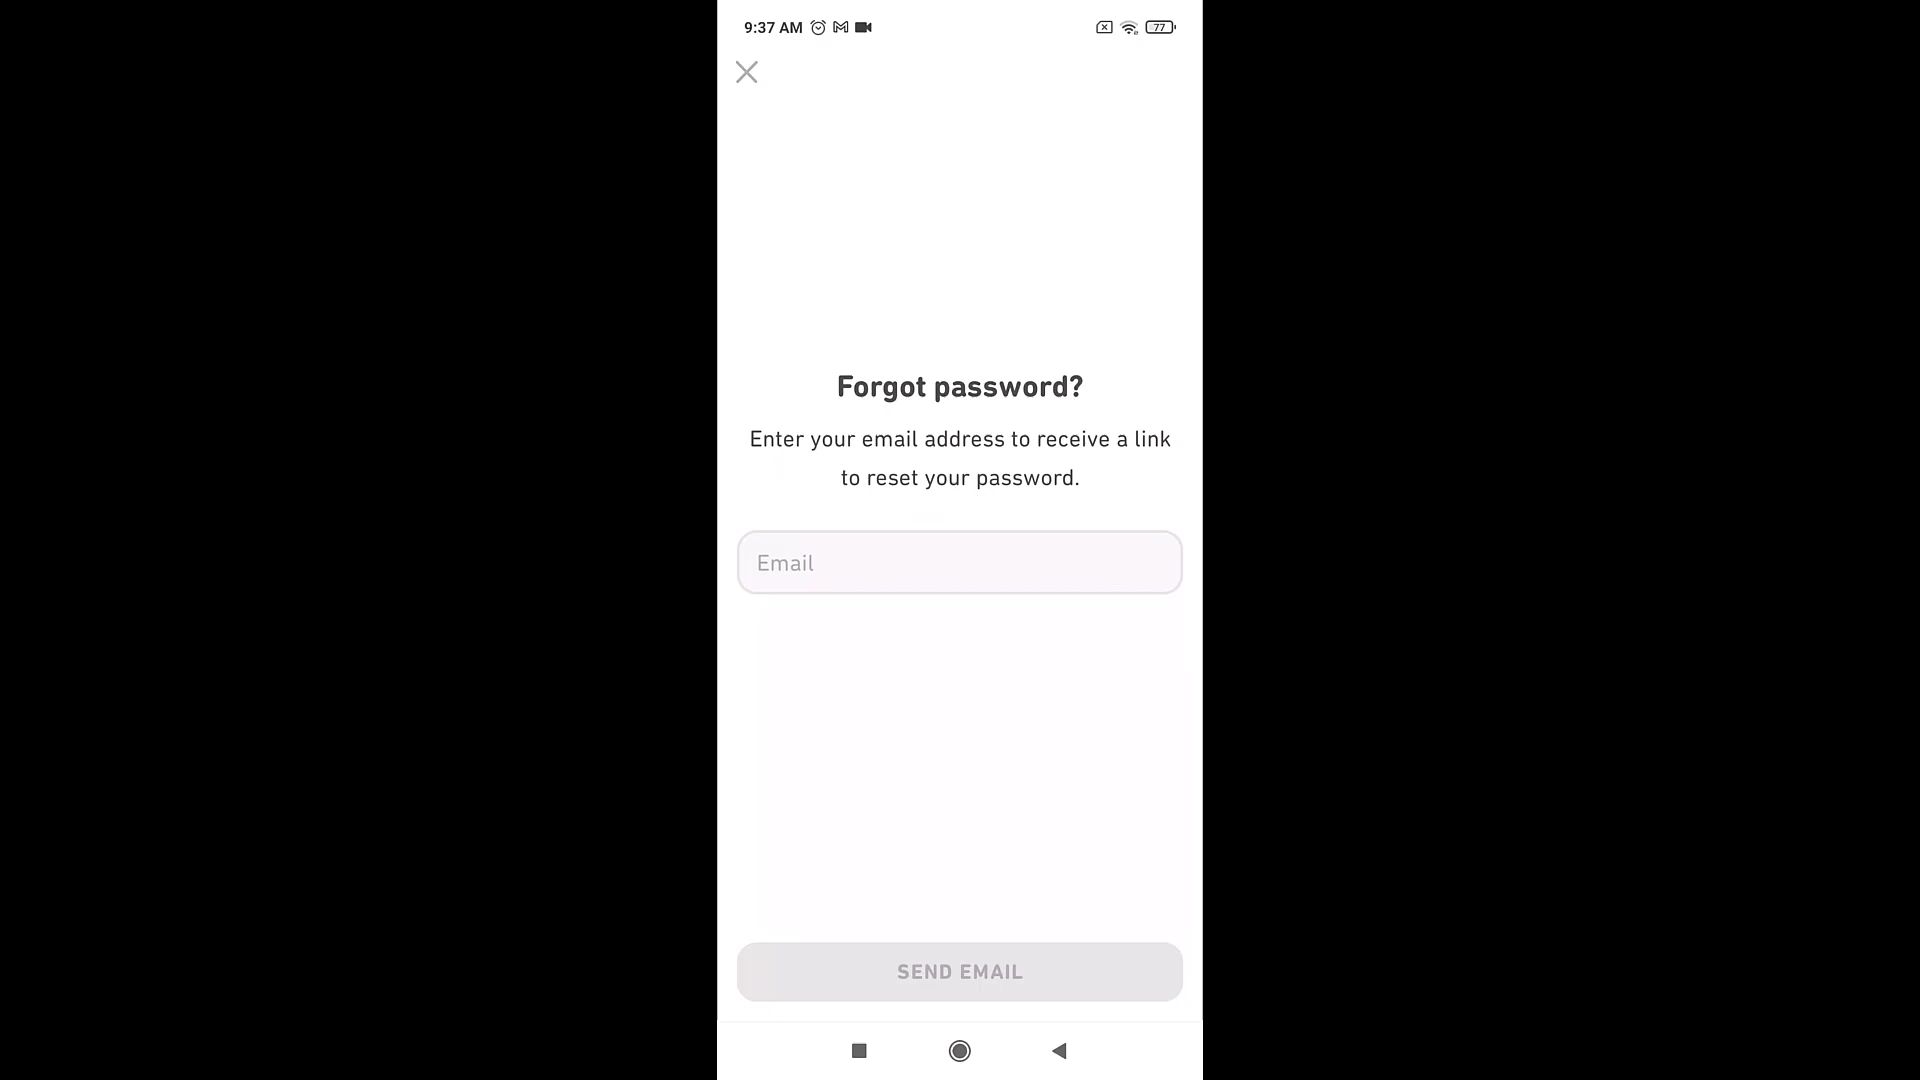 9:37 AM
77
Forgot password?
Enter your email address to receive a link
to reset your password.
Email
SEND EMAIL